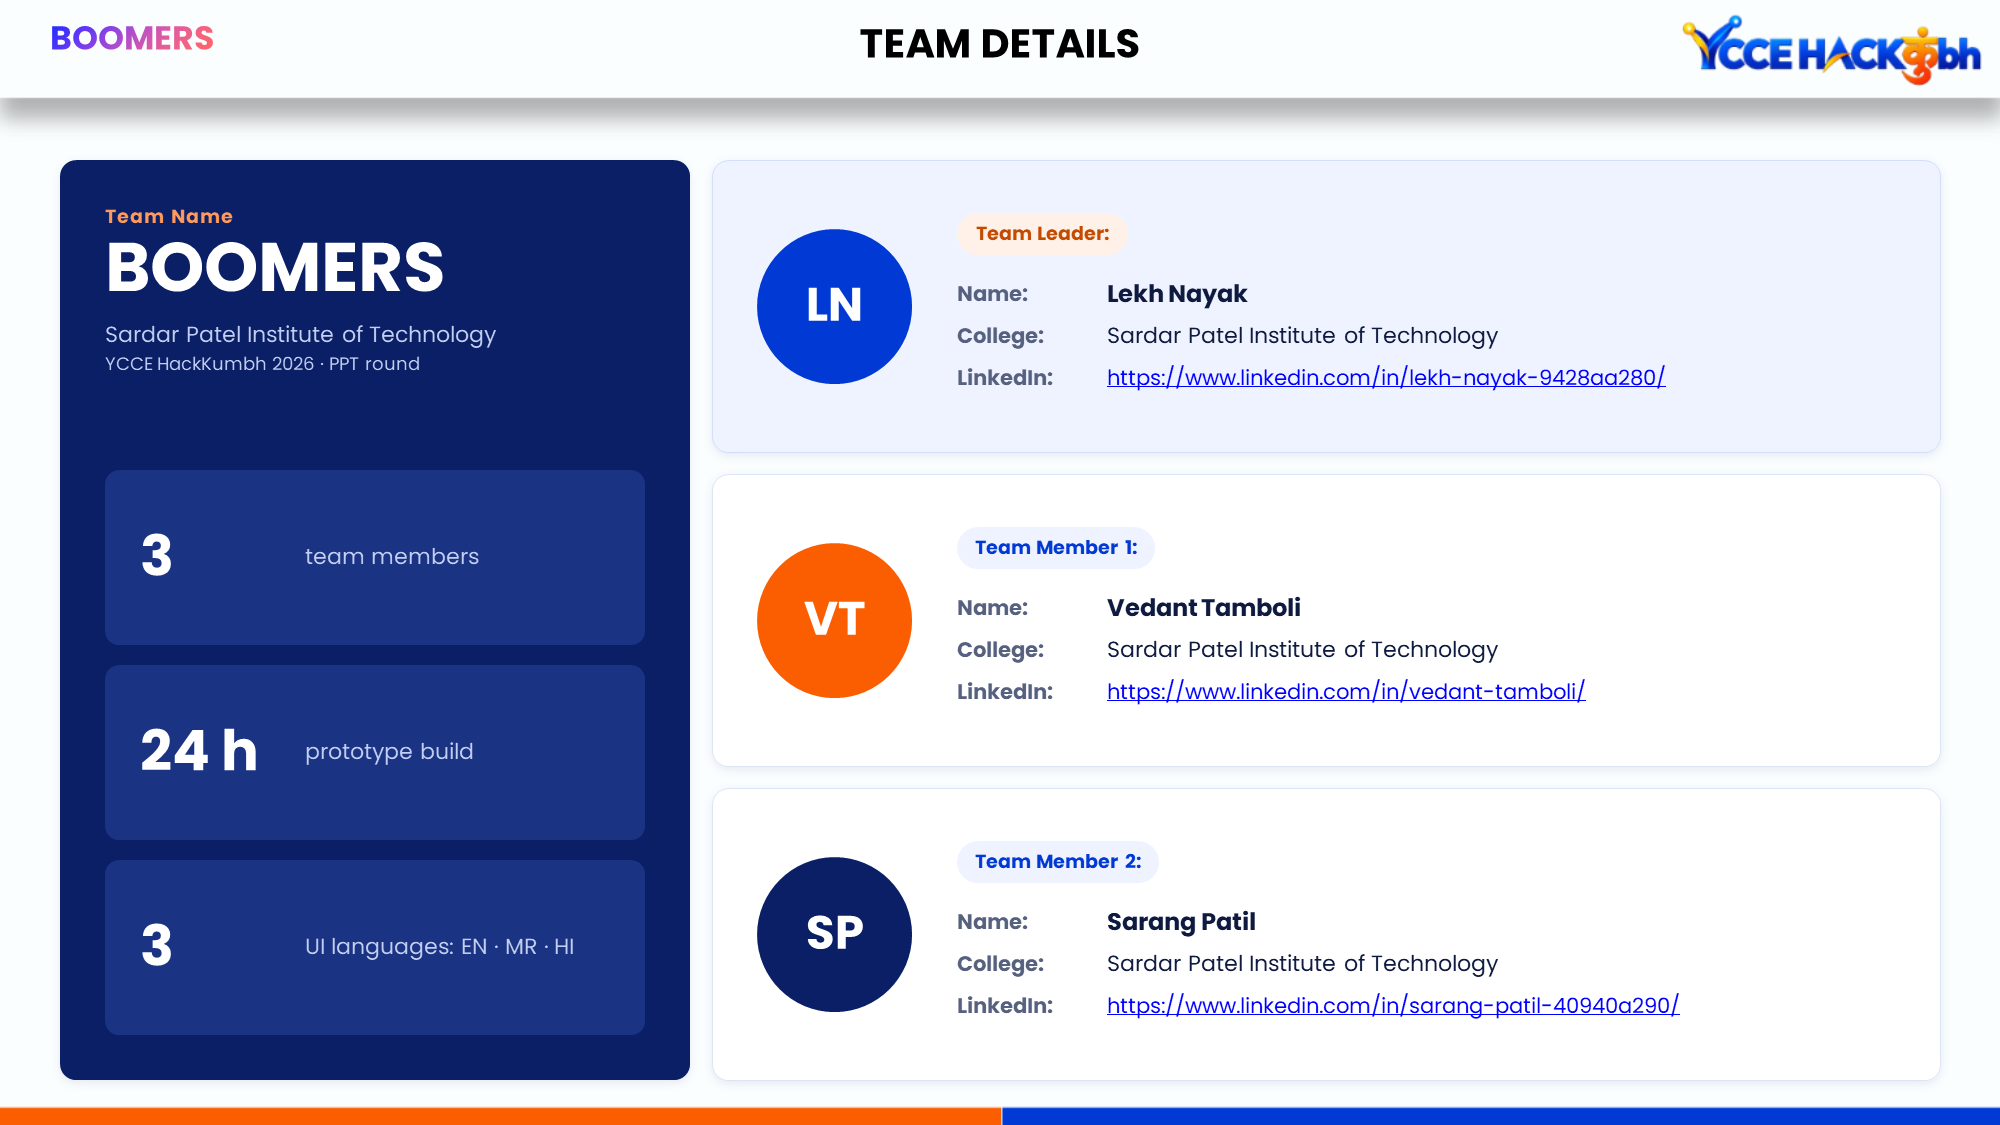 BOOMERS
TEAM DETAILS
YCCE HACKकुंbh
Team Name
BOOMERS
Sardar Patel Institute of Technology
YCCE HackKumbh 2026 · PPT round
3 team members
24 h prototype build
3 UI languages: EN · MR · HI
LN
Team Leader:
Name: Lekh Nayak
College: Sardar Patel Institute of Technology
LinkedIn: https://www.linkedin.com/in/lekh-nayak-9428aa280/
VT
Team Member 1:
Name: Vedant Tamboli
College: Sardar Patel Institute of Technology
LinkedIn: https://www.linkedin.com/in/vedant-tamboli/
SP
Team Member 2:
Name: Sarang Patil
College: Sardar Patel Institute of Technology
LinkedIn: https://www.linkedin.com/in/sarang-patil-40940a290/